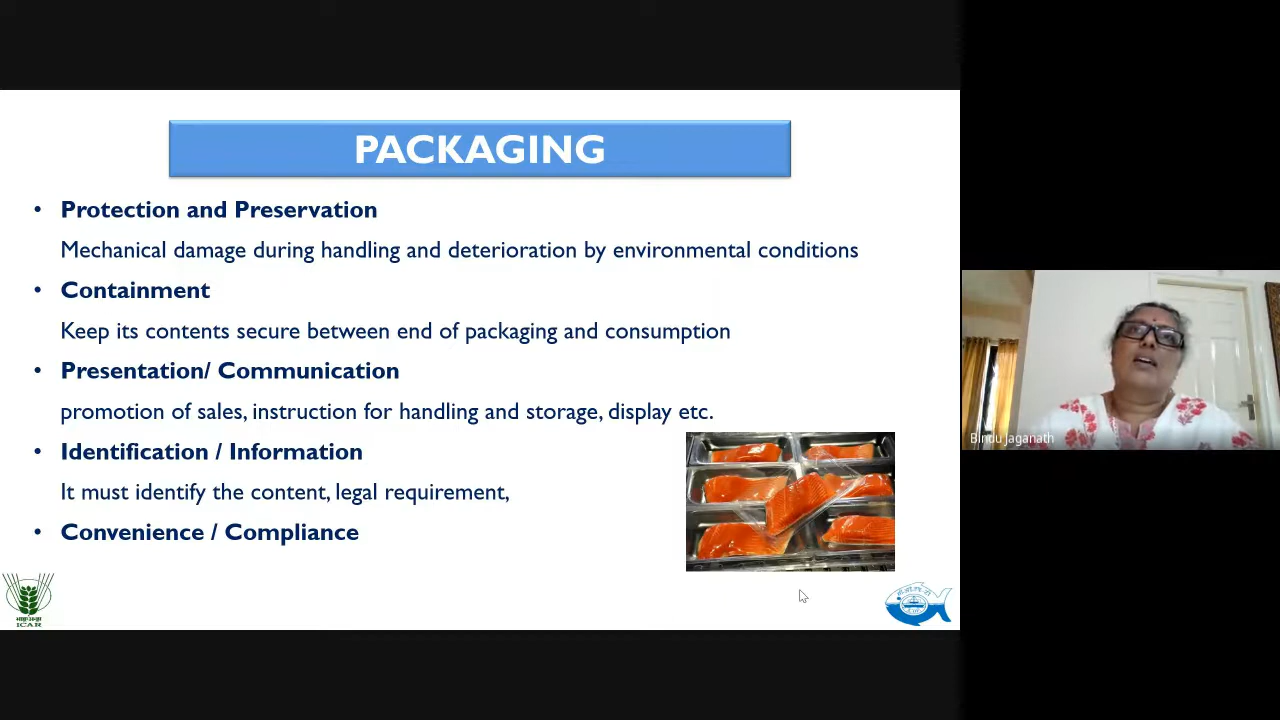 PACKAGING
• Protection and Preservation
Mechanical damage during handling and deterioration by environmental conditions
• Containment
Keep its contents secure between end of packaging and consumption
• Presentation/ Communication
promotion of sales, instruction for handling and storage, display etc.
• Identification / Information
It must identify the content, legal requirement,
• Convenience / Compliance
ICAR
Bindu Jaganath